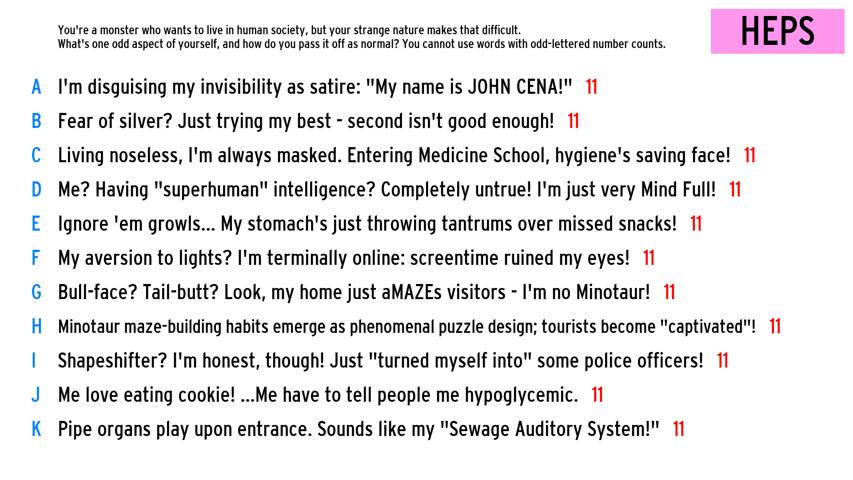 You're a monster who wants to live in human society, but your strange nature makes that difficult.
What's one odd aspect of yourself, and how do you pass it off as normal? You cannot use words with odd-lettered number counts.
HEPS
A I'm disguising my invisibility as satire: "My name is JOHN CENA!" 11
B Fear of silver? Just trying my best - second isn't good enough! 11
C Living noseless, I'm always masked. Entering Medicine School, hygiene's saving face! 11
D Me? Having "superhuman" intelligence? Completely untrue! I'm just very Mind Full! 11
E Ignore 'em growls... My stomach's just throwing tantrums over missed snacks! 11
F My aversion to lights? I'm terminally online: screentime ruined my eyes! 11
G Bull-face? Tail-butt? Look, my home just aMAZEs visitors - I'm no Minotaur! 11
H Minotaur maze-building habits emerge as phenomenal puzzle design; tourists become "captivated"! 11
I Shapeshifter? I'm honest, though! Just "turned myself into" some police officers! 11
J Me love eating cookie! ...Me have to tell people me hypoglycemic. 11
K Pipe organs play upon entrance. Sounds like my "Sewage Auditory System!" 11